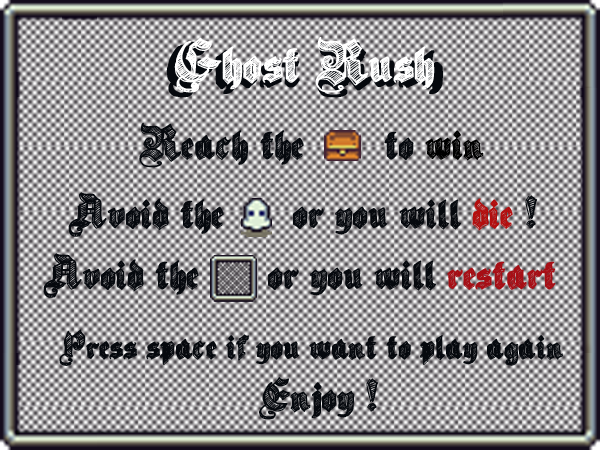 Ghost Rush
Reach the to win
Avoid the or you will die !
Avoid the or you will restart
Press space if you want to play again
Enjoy !